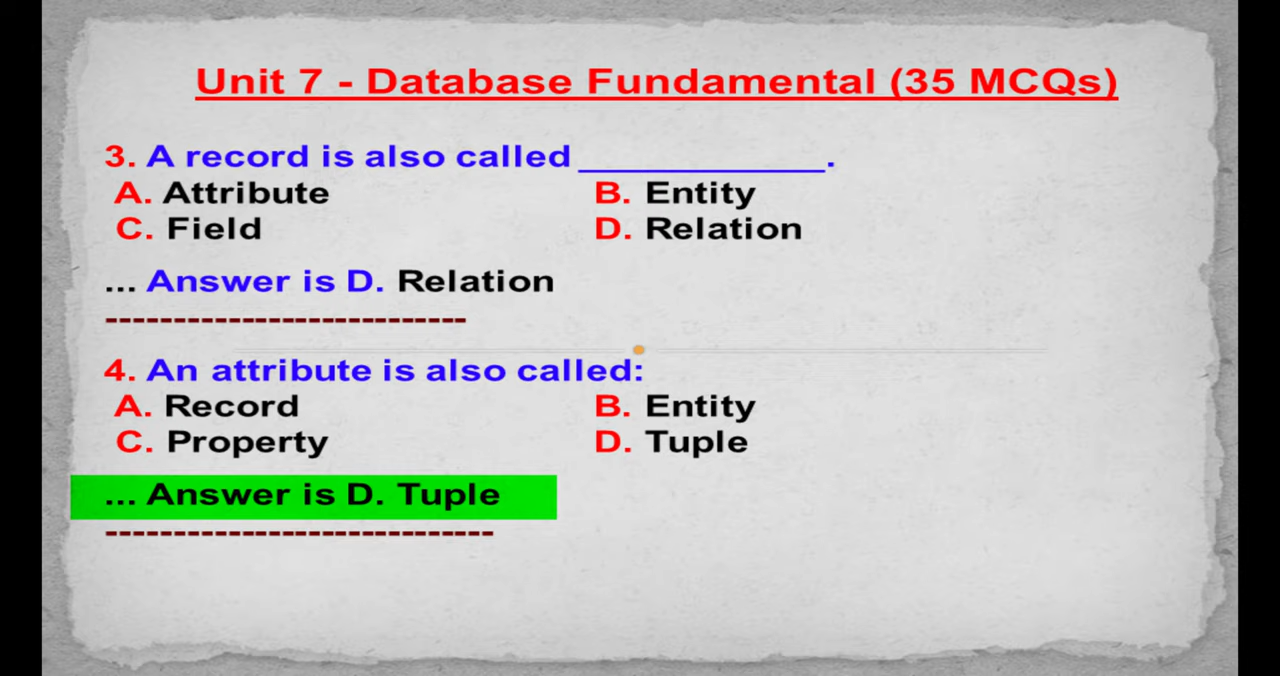 Unit 7 - Database Fundamental (35 MCQs)
3. A record is also called ____________.
A. Attribute B. Entity
C. Field D. Relation
... Answer is D. Relation
---------------------------
4. An attribute is also called:
A. Record B. Entity
C. Property D. Tuple
... Answer is D. Tuple
-----------------------------